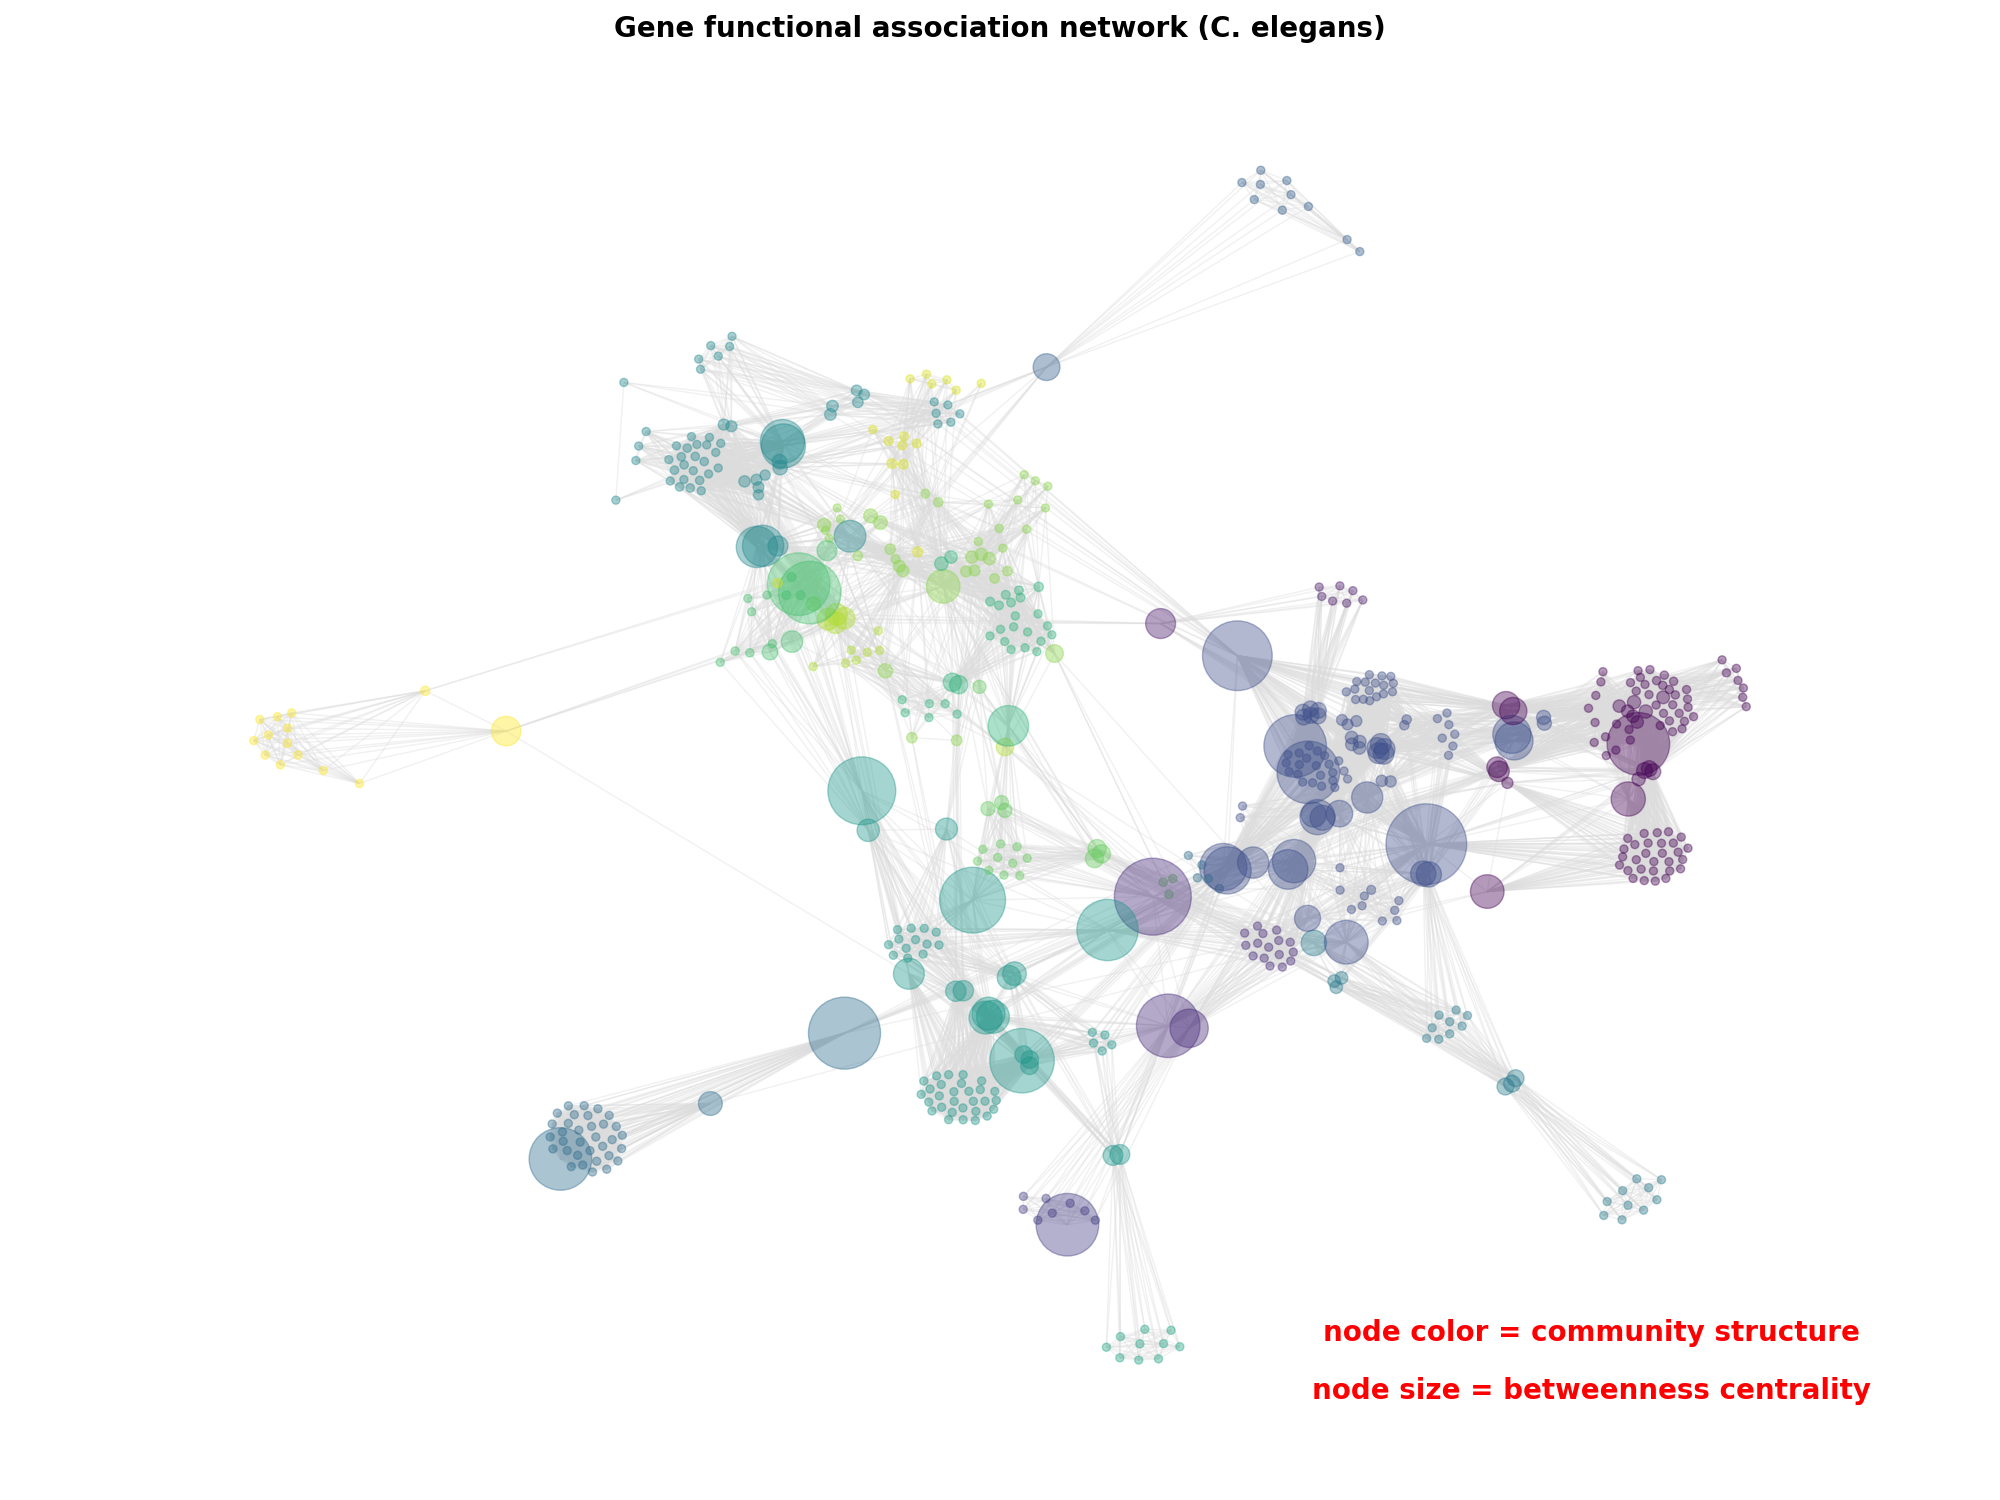 Gene functional association network (C. elegans)
node color = community structure
node size = betweenness centrality